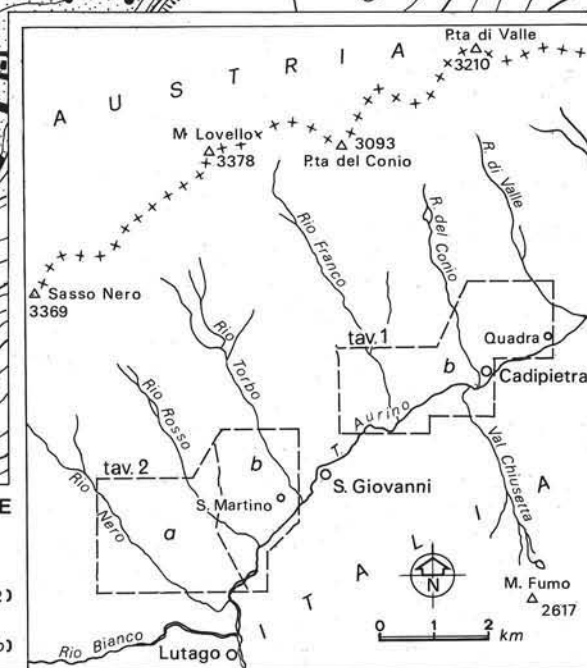 P.ta di Valle
3210
AUSTRIA
M. Lovello
3378
3093
P.ta del Conio
R. di Valle
Rio Franco
R. del Conio
Sasso Nero
3369
tav.1
Quadra
b
Cadipietra
Rio Torbo
Rio Rosso
T. Aurino
Val Chiusetta
tav. 2
b
S. Martino
S. Giovanni
Rio Nero
a
E
ITALIA
N
M. Fumo
2617
0 1 2 km
Rio Bianco
Lutago